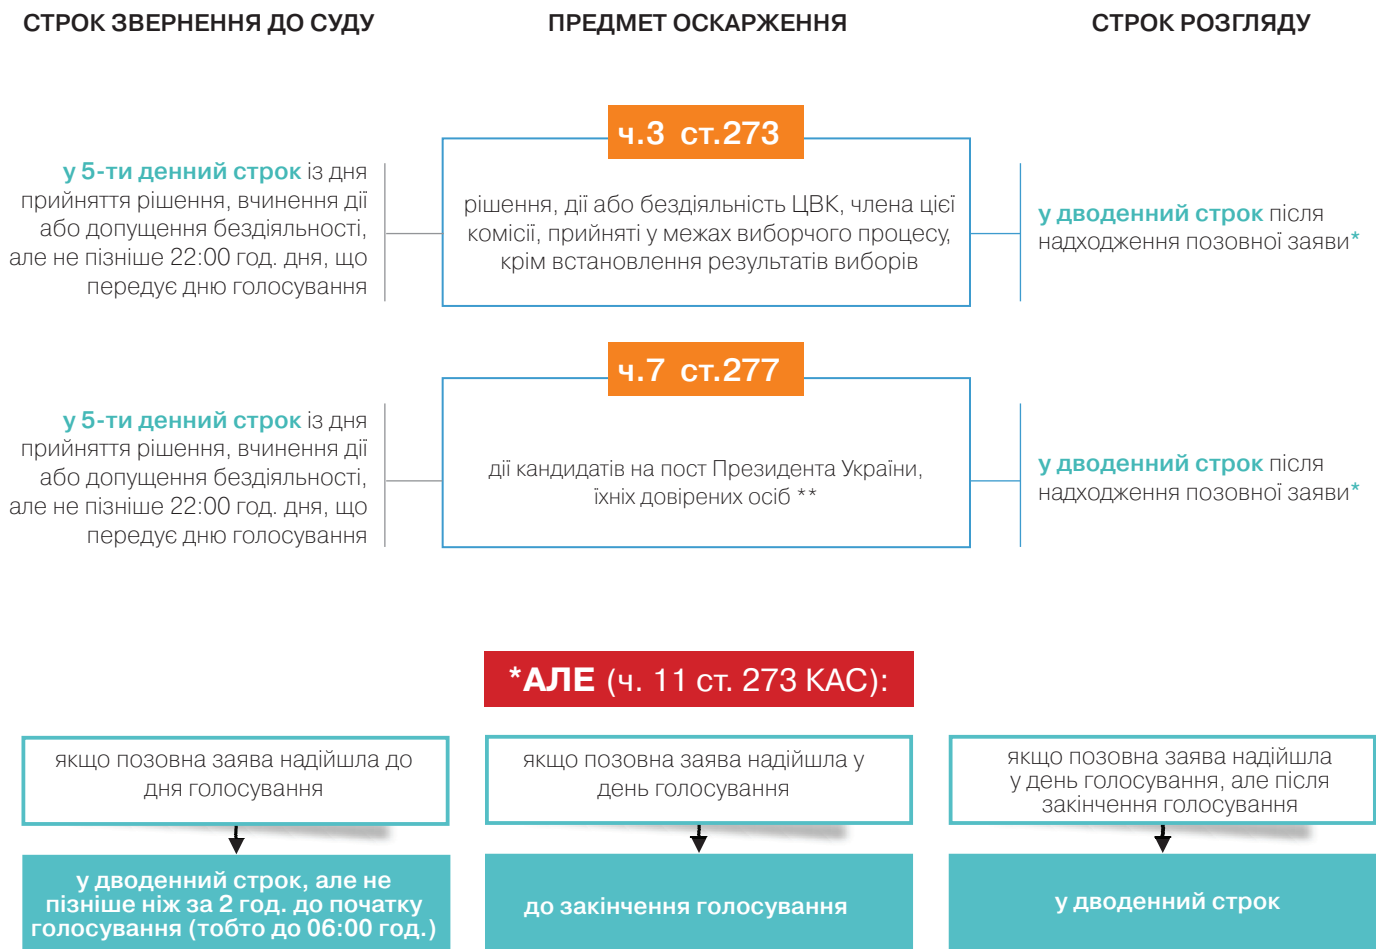 СТРОК ЗВЕРНЕННЯ ДО СУДУ
ПРЕДМЕТ ОСКАРЖЕННЯ
СТРОК РОЗГЛЯДУ
ч.3 ст.273
у 5-ти денний строк із дня
прийняття рішення, вчинення дії
або допущення бездіяльності,
але не пізніше 22:00 год. дня, що
передує дню голосування
рішення, дії або бездіяльність ЦВК, члена цієї
комісії, прийняті у межах виборчого процесу,
крім встановлення результатів виборів
у дводенний строк після
надходження позовної заяви*
ч.7 ст.277
у 5-ти денний строк із дня
прийняття рішення, вчинення дії
або допущення бездіяльності,
але не пізніше 22:00 год. дня, що
передує дню голосування
дії кандидатів на пост Президента України,
їхніх довірених осіб **
у дводенний строк після
надходження позовної заяви*
*АЛЕ (ч. 11 ст. 273 КАС):
якщо позовна заява надійшла до
дня голосування
у дводенний строк, але не
пізніше ніж за 2 год. до початку
голосування (тобто до 06:00 год.)
якщо позовна заява надійшла у
день голосування
до закінчення голосування
якщо позовна заява надійшла
у день голосування, але після
закінчення голосування
у дводенний строк